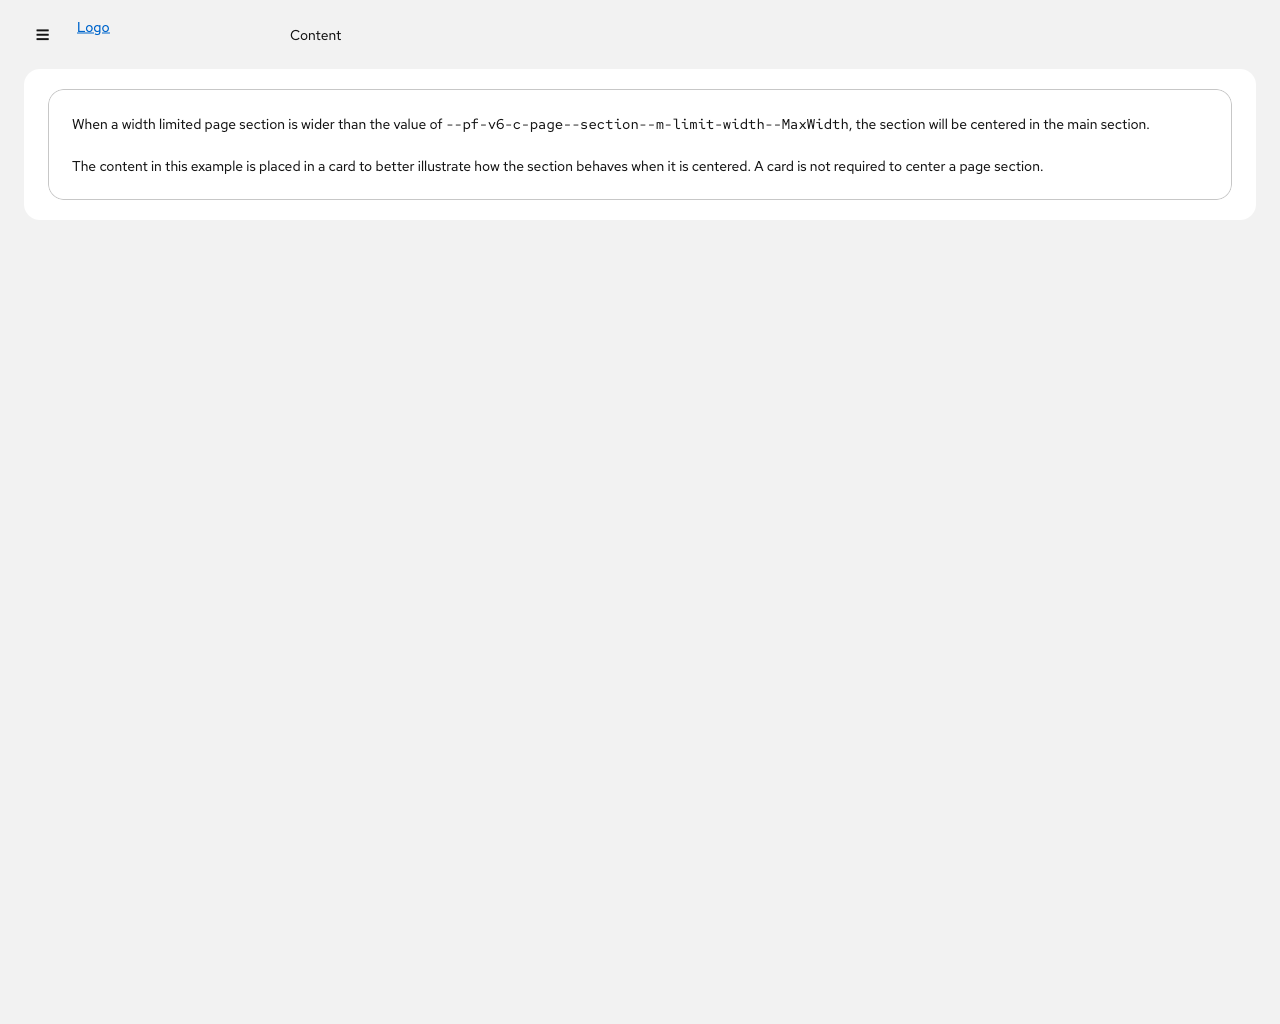 Logo
Content
When a width limited page section is wider than the value of --pf-v6-c-page--section--m-limit-width--MaxWidth, the section will be centered in the main section.
The content in this example is placed in a card to better illustrate how the section behaves when it is centered. A card is not required to center a page section.